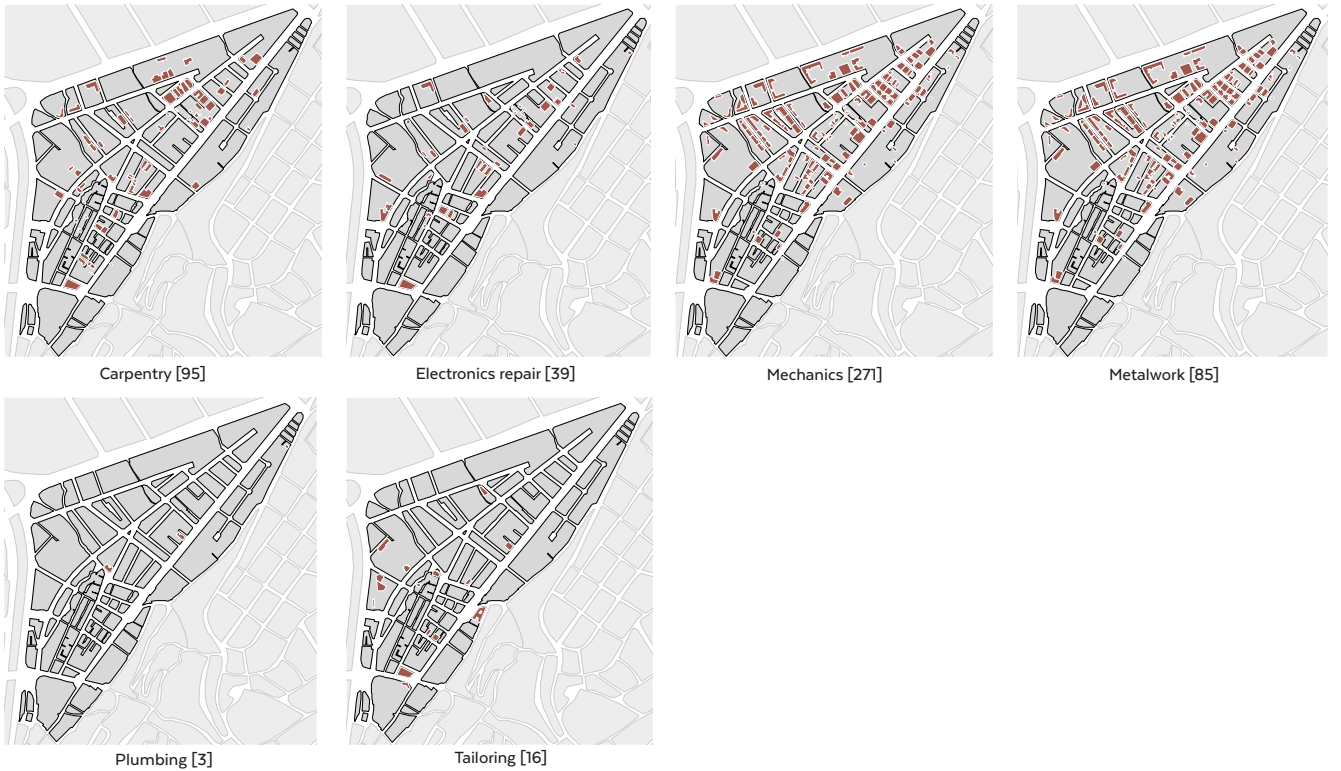 Carpentry [95]
Electronics repair [39]
Mechanics [271]
Metalwork [85]
Plumbing [3]
Tailoring [16]